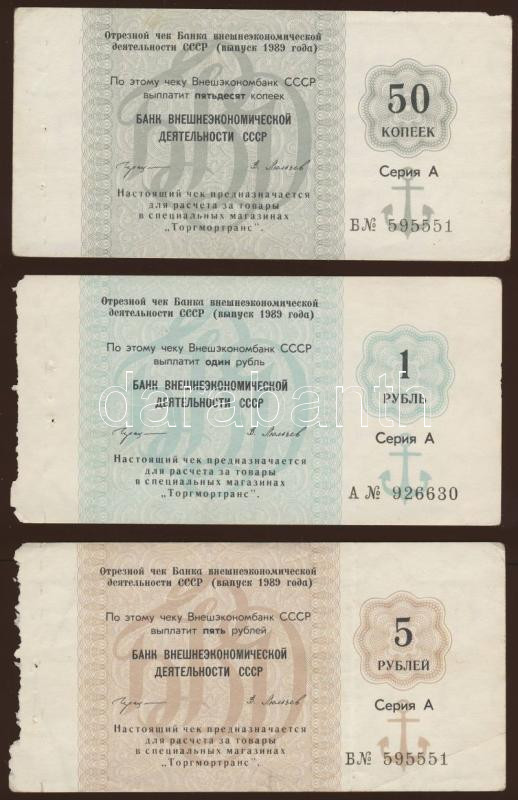 Отрезной чек Банка внешнеэкономической
деятельности СССР (выпуск 1989 года)
По этому чеку Внешэкономбанк СССР
выплатит пятьдесят копеек
БАНК ВНЕШНЕЭКОНОМИЧЕСКОЙ
ДЕЯТЕЛЬНОСТИ СССР
Настоящий чек предназначается
для расчета за товары
в специальных магазинах
„Торгмортранс".
50
КОПЕЕК
Серия А
Б№ 595551
Отрезной чек Банка внешнеэкономической
деятельности СССР (выпуск 1989 года)
По этому чеку Внешэкономбанк СССР
выплатит один рубль
БАНК ВНЕШНЕЭКОНОМИЧЕСКОЙ
ДЕЯТЕЛЬНОСТИ СССР
Настоящий чек предназначается
для расчета за товары
в специальных магазинах
„Торгмортранс".
1
РУБЛЬ
Серия А
А № 926630
darabanth
Отрезной чек Банка внешнеэкономической
деятельности СССР (выпуск 1989 года)
По этому чеку Внешэкономбанк СССР
выплатит пять рублей
БАНК ВНЕШНЕЭКОНОМИЧЕСКОЙ
ДЕЯТЕЛЬНОСТИ СССР
Настоящий чек предназначается
для расчета за товары
в специальных магазинах
„Торгмортранс".
5
РУБЛЕЙ
Серия А
Б№ 595551